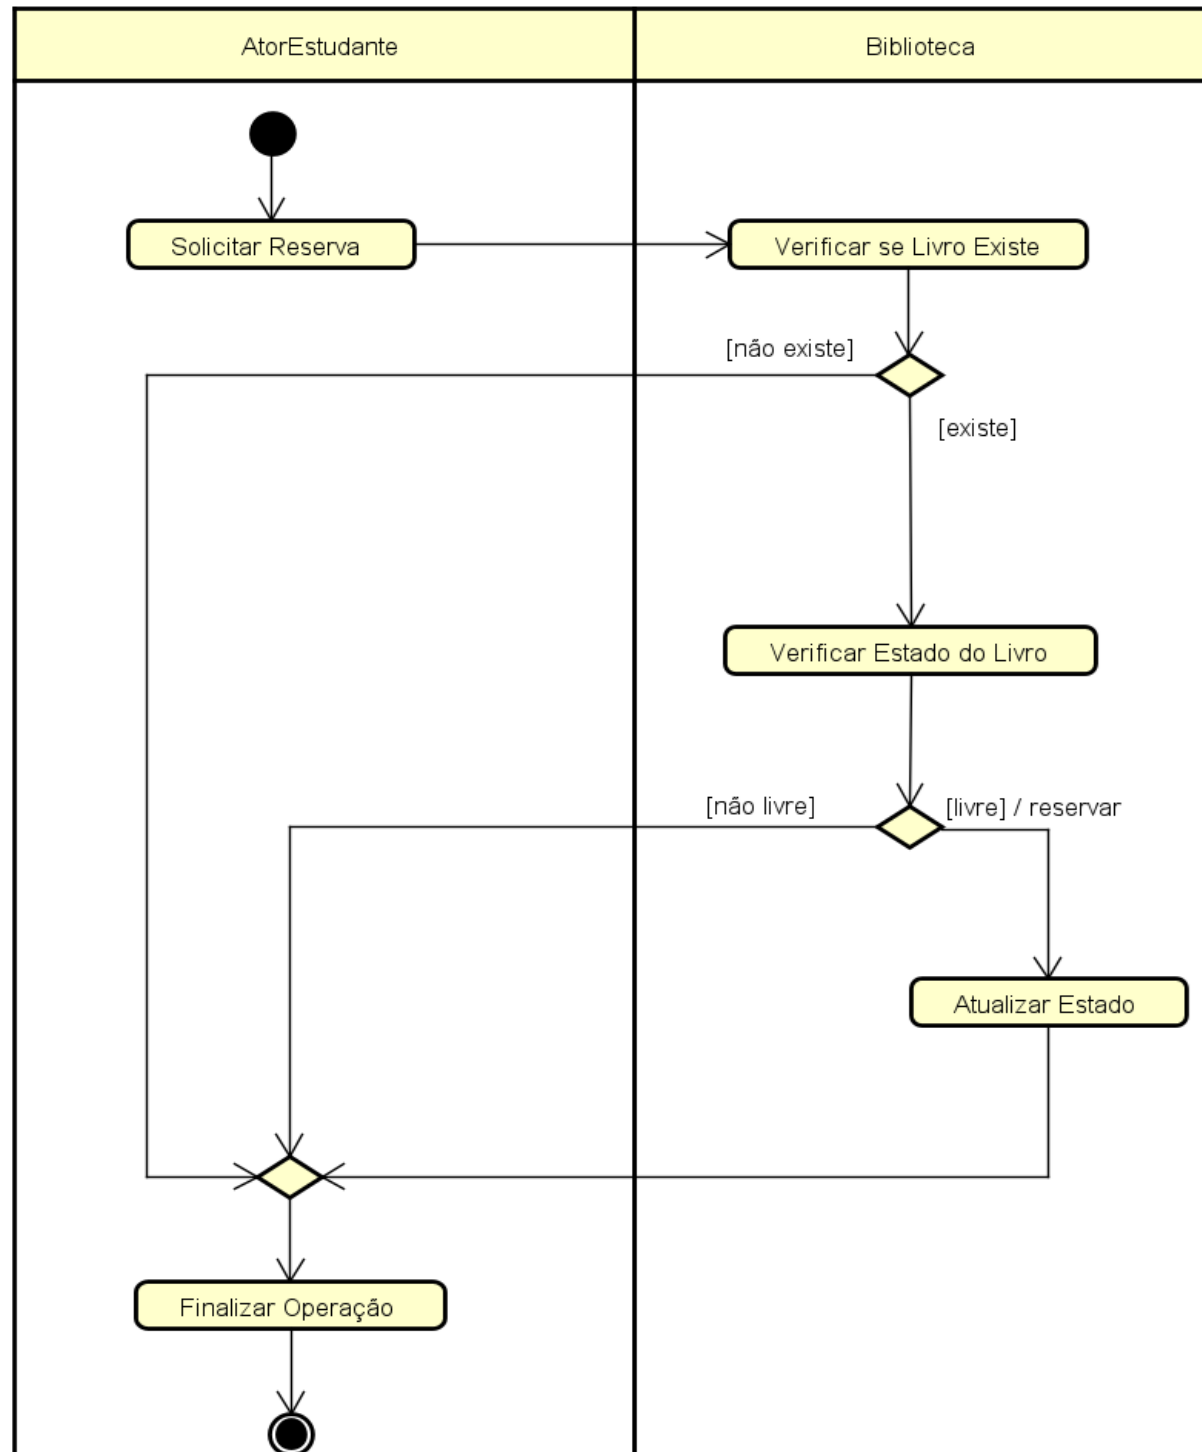 AtorEstudante
Biblioteca
Solicitar Reserva
Verificar se Livro Existe
[não existe]
[existe]
Verificar Estado do Livro
[não livre]
[livre] / reservar
Atualizar Estado
Finalizar Operação